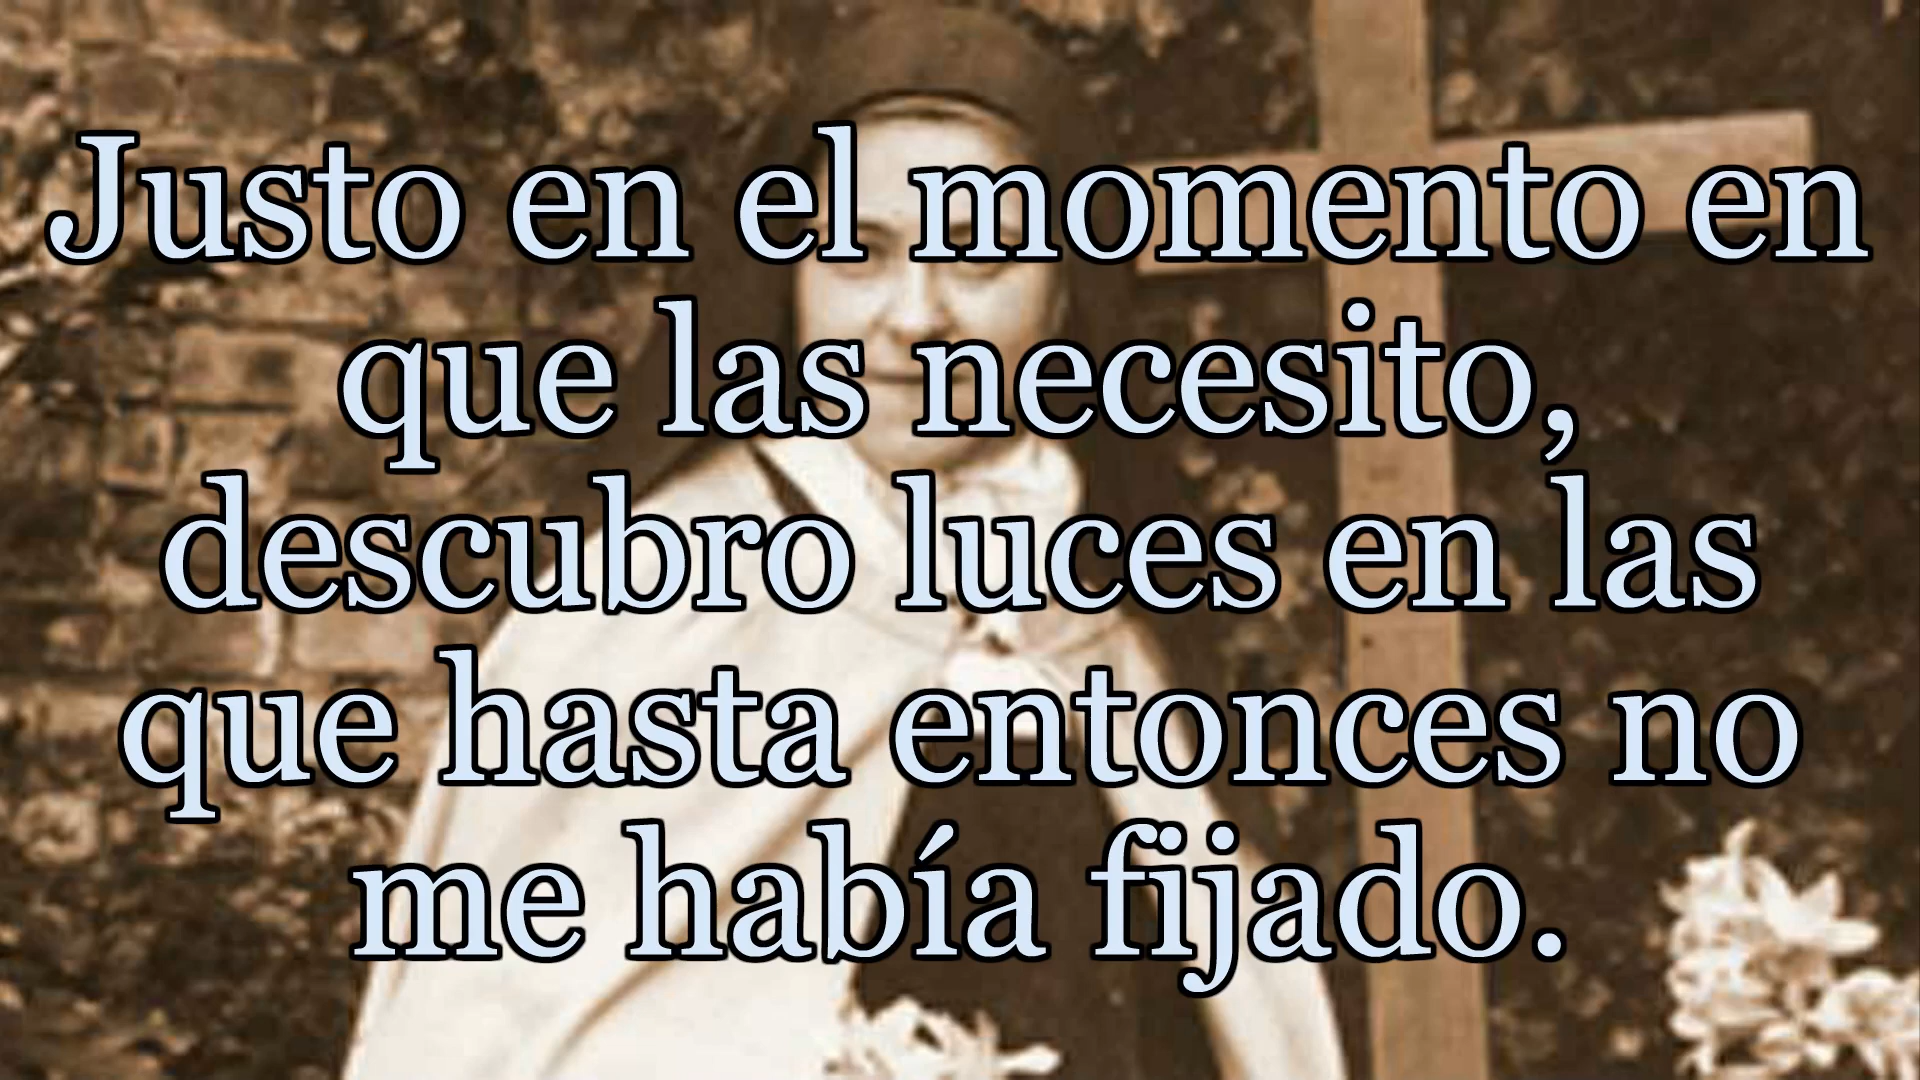 Justo en el momento en
que las necesito,
descubro luces en las
que hasta entonces no
me había fijado.